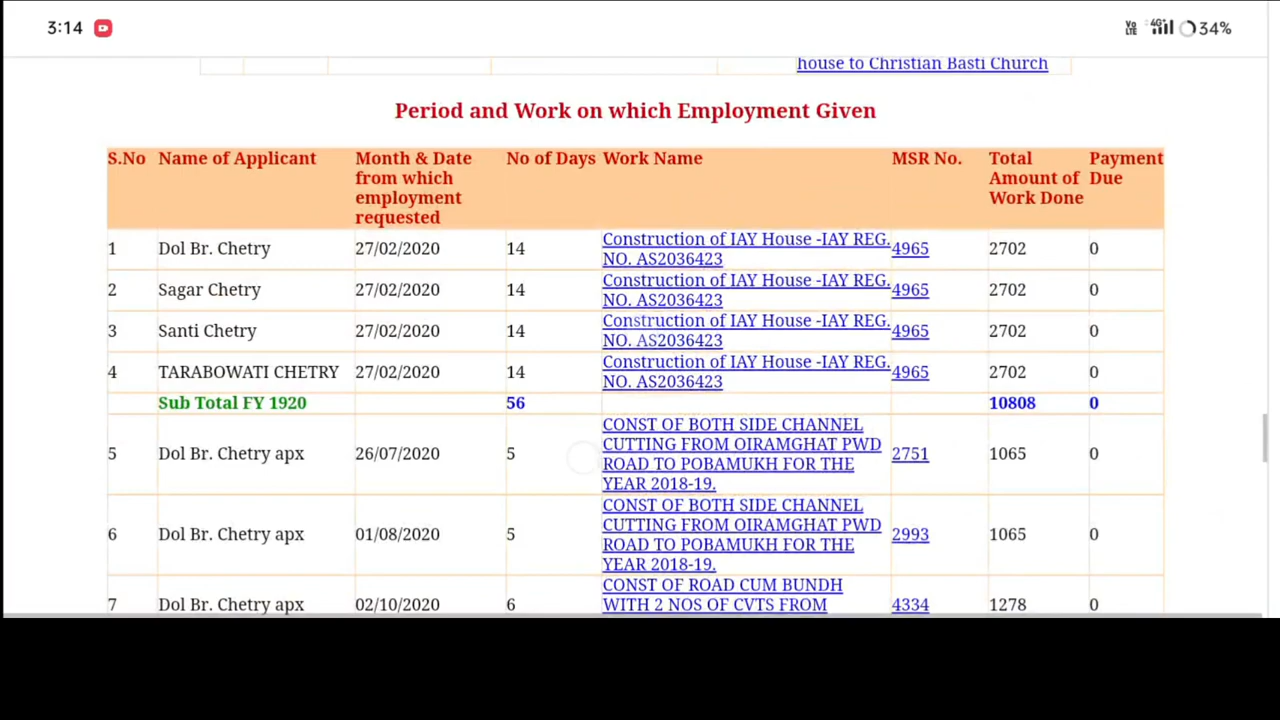 3:14 Vo LTE 4G+ 34%
house to Christian Basti Church
Period and Work on which Employment Given
S.No Name of Applicant Month & Date from which employment requested No of Days Work Name MSR No. Total Amount of Work Done Payment Due
1 Dol Br. Chetry 27/02/2020 14 Construction of IAY House -IAY REG. NO. AS2036423 4965 2702 0
2 Sagar Chetry 27/02/2020 14 Construction of IAY House -IAY REG. NO. AS2036423 4965 2702 0
3 Santi Chetry 27/02/2020 14 Construction of IAY House -IAY REG. NO. AS2036423 4965 2702 0
4 TARABOWATI CHETRY 27/02/2020 14 Construction of IAY House -IAY REG. NO. AS2036423 4965 2702 0
Sub Total FY 1920 56 10808 0
5 Dol Br. Chetry apx 26/07/2020 5 CONST OF BOTH SIDE CHANNEL CUTTING FROM OIRAMGHAT PWD ROAD TO POBAMUKH FOR THE YEAR 2018-19. 2751 1065 0
6 Dol Br. Chetry apx 01/08/2020 5 CONST OF BOTH SIDE CHANNEL CUTTING FROM OIRAMGHAT PWD ROAD TO POBAMUKH FOR THE YEAR 2018-19. 2993 1065 0
7 Dol Br. Chetry apx 02/10/2020 6 CONST OF ROAD CUM BUNDH WITH 2 NOS OF CVTS FROM 4334 1278 0